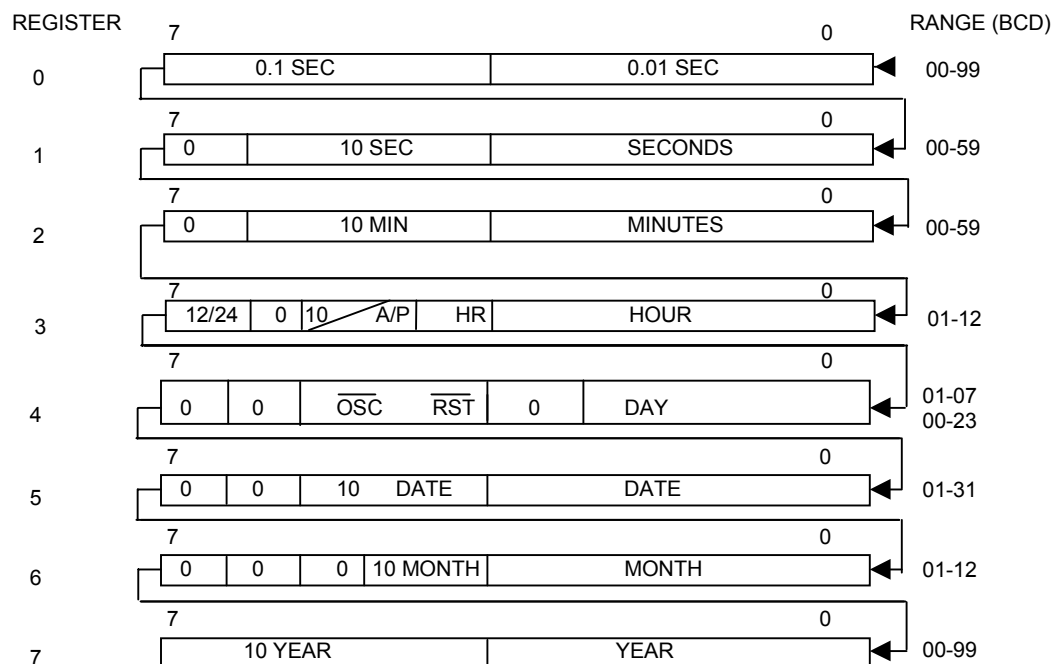 REGISTER 7 0 RANGE (BCD)
0 0.1 SEC 0.01 SEC 00-99
7 0
1 0 10 SEC SECONDS 00-59
7 0
2 0 10 MIN MINUTES 00-59
7 0
3 12/24 0 10 A/P HR HOUR 01-12
7 0
4 0 0 OSC RST 0 DAY 01-07
00-23
7 0
5 0 0 10 DATE DATE 01-31
7 0
6 0 0 0 10 MONTH MONTH 01-12
7 0
7 10 YEAR YEAR 00-99